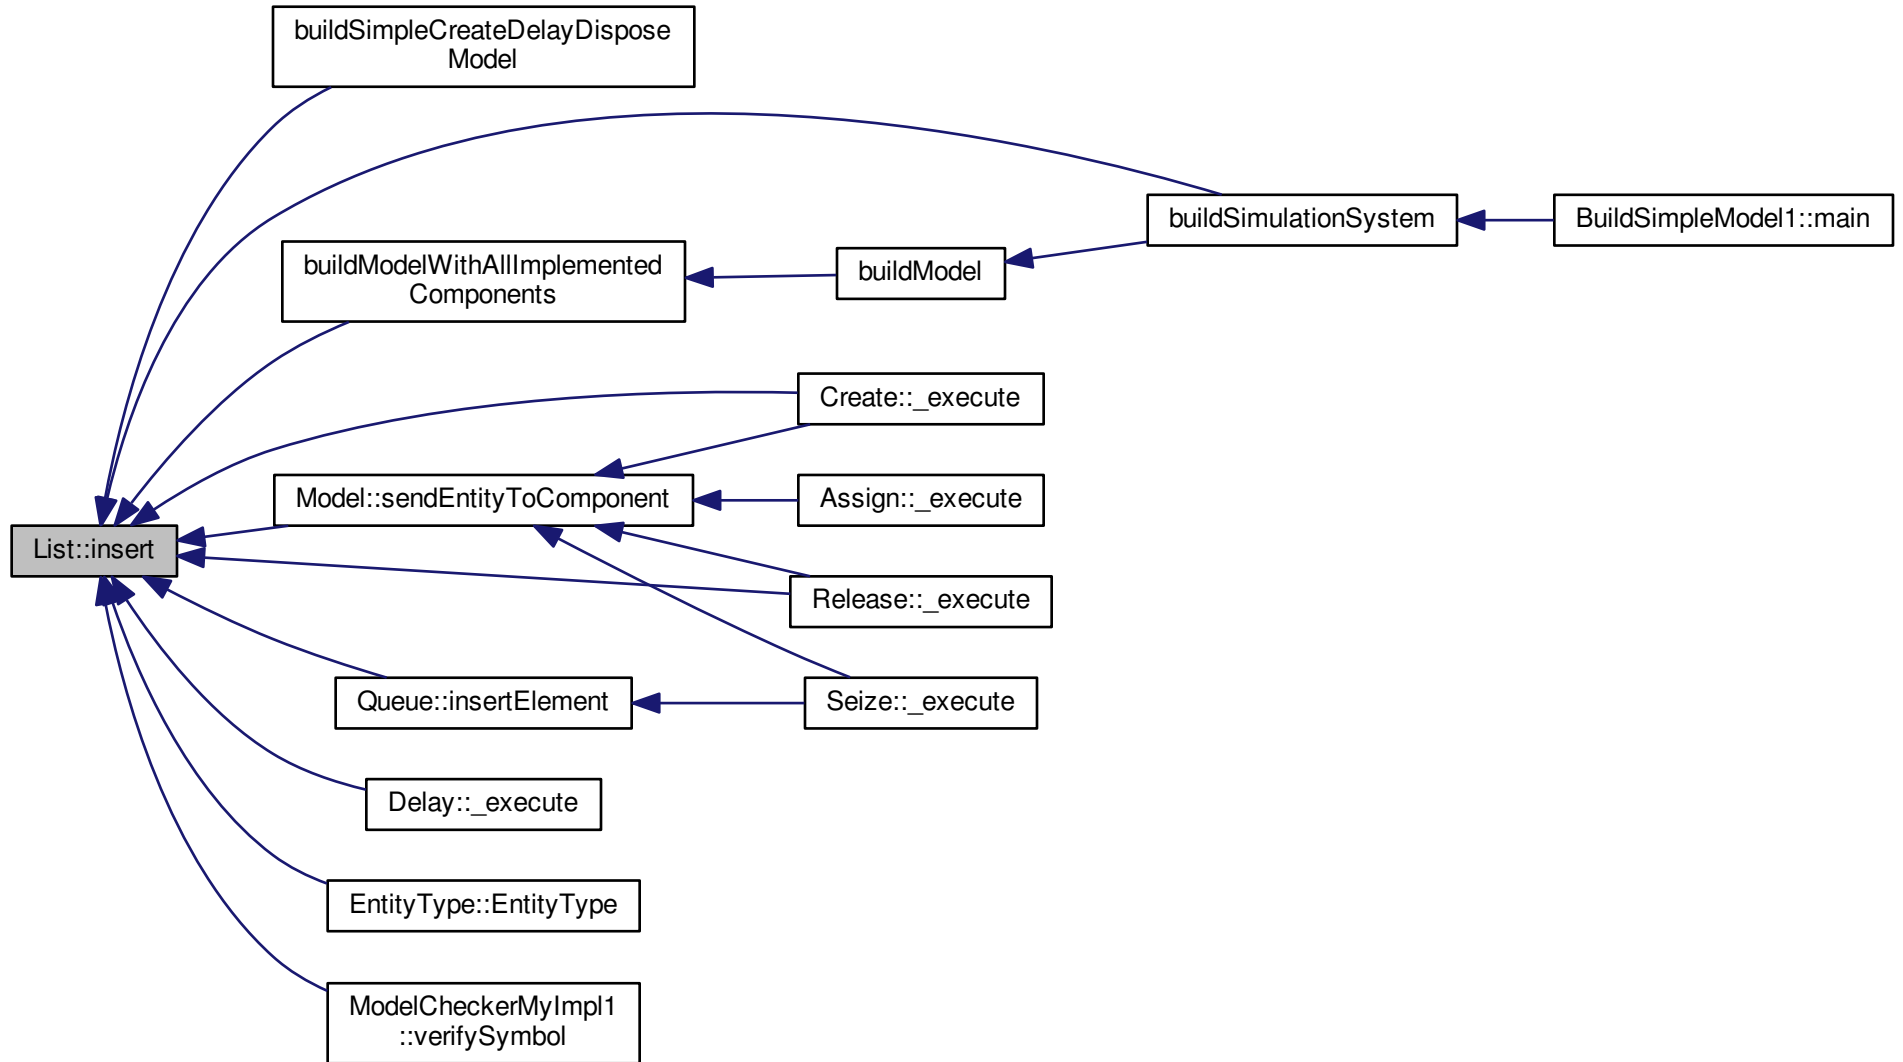 buildSimpleCreateDelayDispose
Model
buildSimulationSystem
BuildSimpleModel1::main
buildModelWithAllImplemented
Components
buildModel
Create::_execute
Model::sendEntityToComponent
Assign::_execute
List::insert
Release::_execute
Queue::insertElement
Seize::_execute
Delay::_execute
EntityType::EntityType
ModelCheckerMyImpl1
::verifySymbol